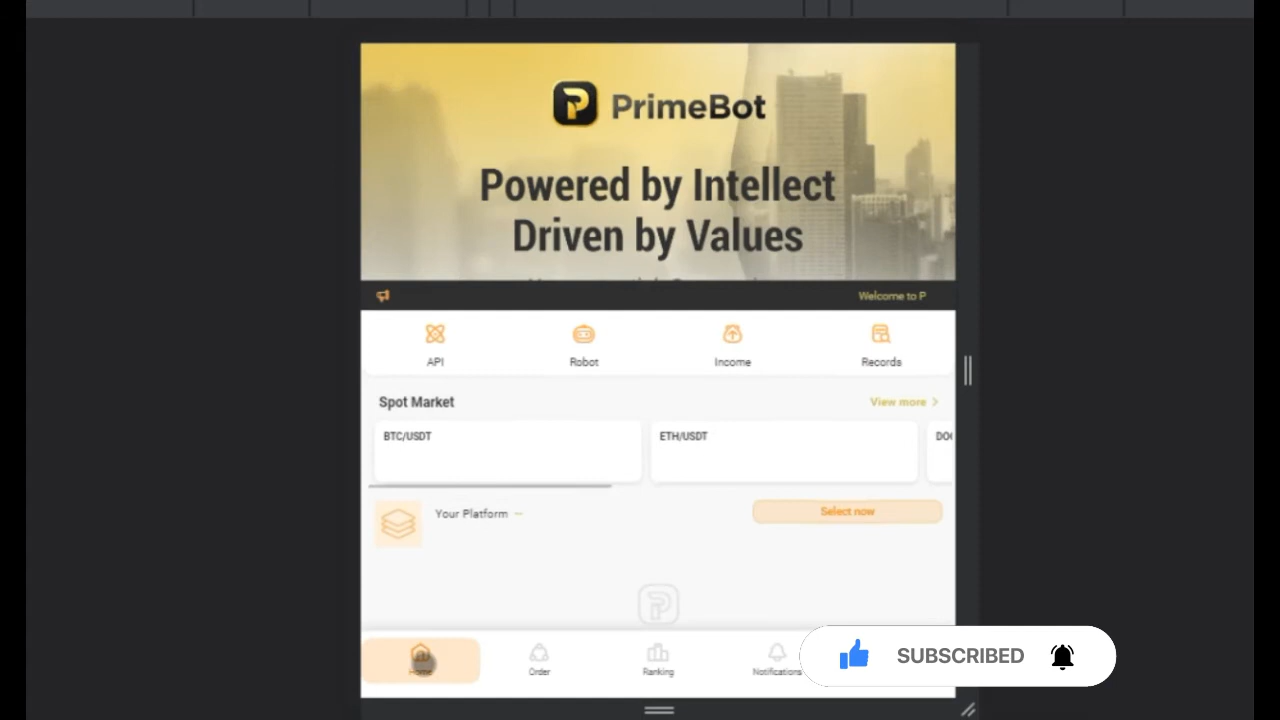 PrimeBot
Powered by Intellect
Driven by Values
Welcome to P
API
Robot
Income
Records
Spot Market
View more
BTC/USDT
ETH/USDT
Your Platform –
Select now
Home
Order
Ranking
Notifications
SUBSCRIBED